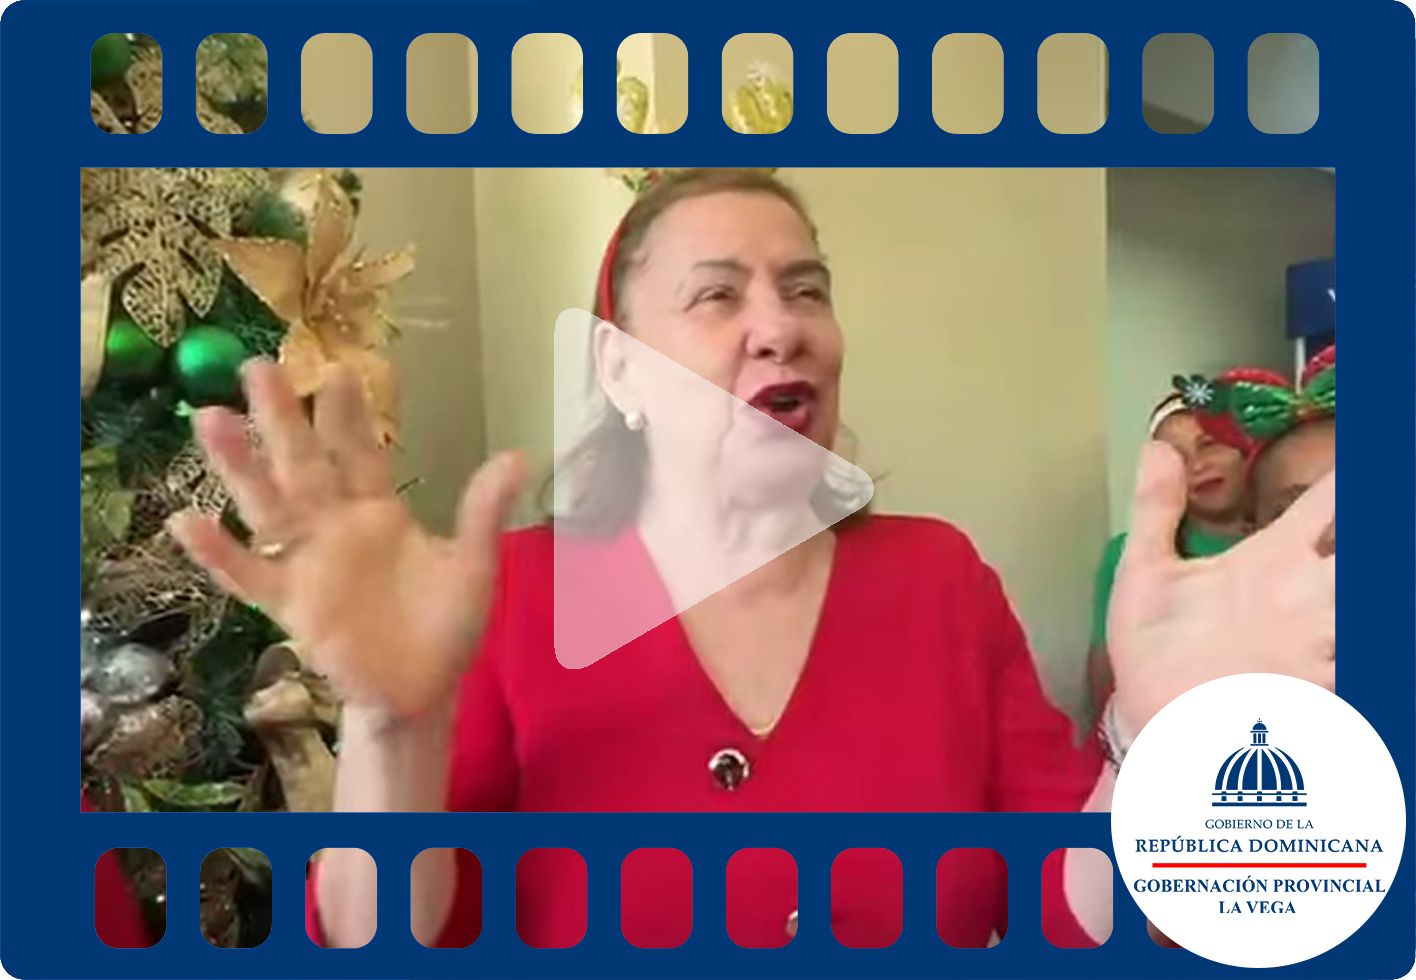 GOBIERNO DE LA
REPÚBLICA DOMINICANA
GOBERNACIÓN PROVINCIAL
LA VEGA